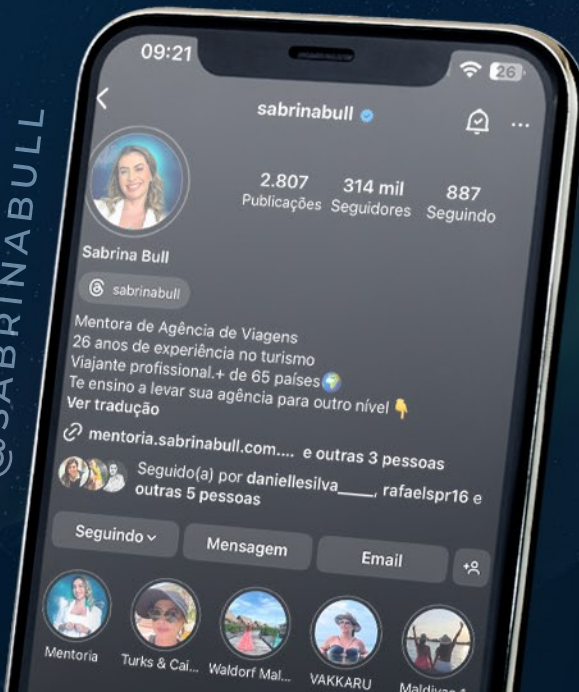 @SABRINABULL
09:21
26
sabrinabull
2.807 314 mil 887
Publicações Seguidores Seguindo
Sabrina Bull
sabrinabull
Mentora de Agência de Viagens
26 anos de experiência no turismo
Viajante profissional.+ de 65 países🌍
Te ensino a levar sua agência para outro nível 👇
Ver tradução
mentoria.sabrinabull.com.... e outras 3 pessoas
Seguido(a) por daniellesilva____, rafaelspr16 e
outras 5 pessoas
Seguindo Mensagem Email
Mentoria Turks & Cai... Waldorf Mal... VAKKARU Maldivas